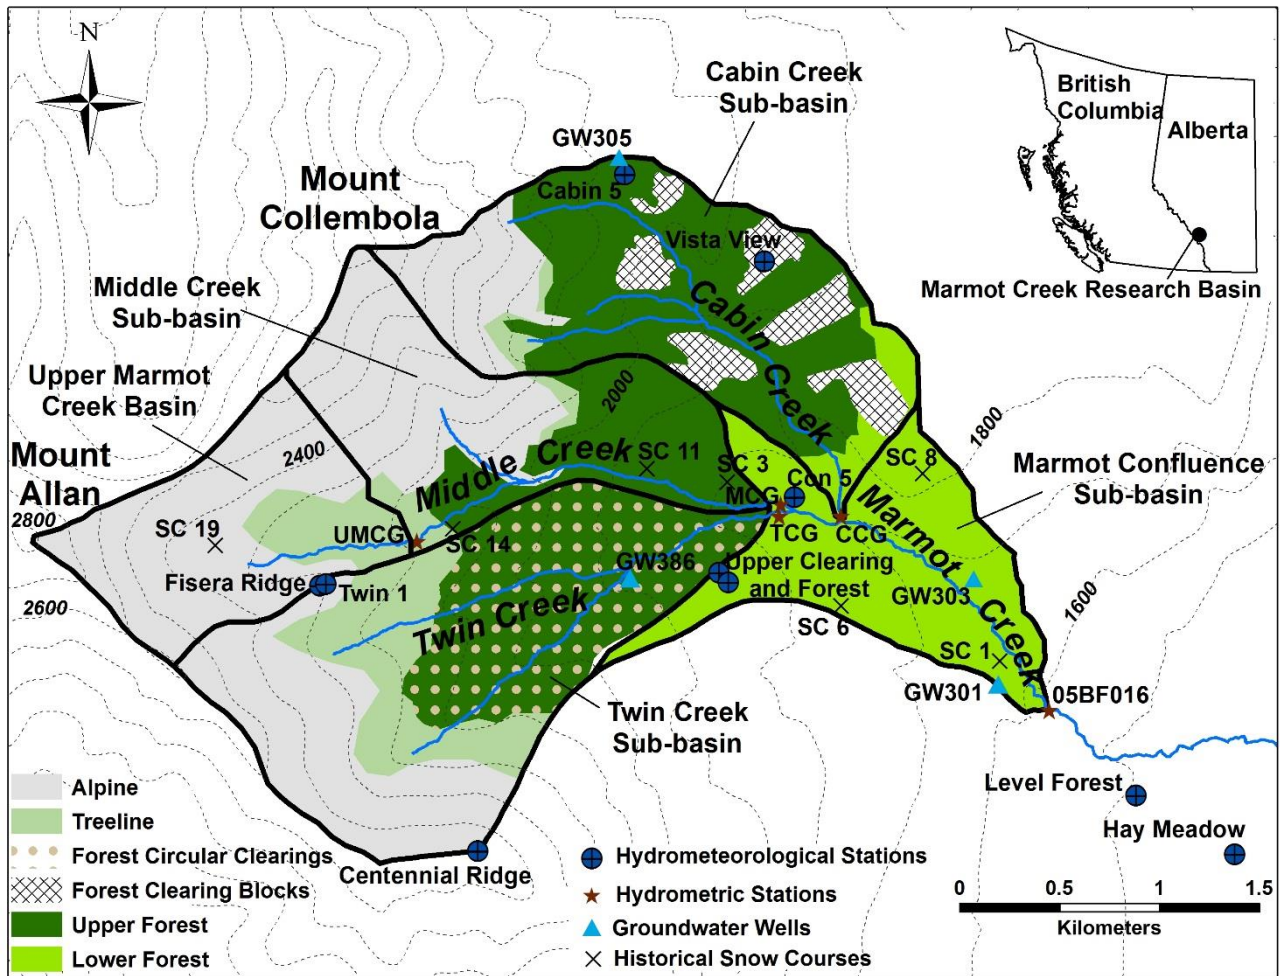 N
British
Columbia
Alberta
Marmot Creek Research Basin
Cabin Creek
Sub-basin
GW305
Cabin 5
Vista View
Mount
Collembola
Middle Creek
Sub-basin
Upper Marmot
Creek Basin
Mount
Allan
2800
2600
2400
2000
1800
1600
Cabin Creek
Middle Creek
Twin Creek
Marmot Creek
SC 19
UMCG
SC 14
SC 11
SC 3
MCG
Con 5
TCG
CCG
SC 8
Marmot Confluence
Sub-basin
Fisera Ridge
Twin 1
GW386
Upper Clearing
and Forest
GW303
SC 6
SC 1
GW301
05BF016
Twin Creek
Sub-basin
Level Forest
Hay Meadow
Centennial Ridge
Alpine
Treeline
Forest Circular Clearings
Forest Clearing Blocks
Upper Forest
Lower Forest
Hydrometeorological Stations
Hydrometric Stations
Groundwater Wells
Historical Snow Courses
0 0.5 1 1.5
Kilometers